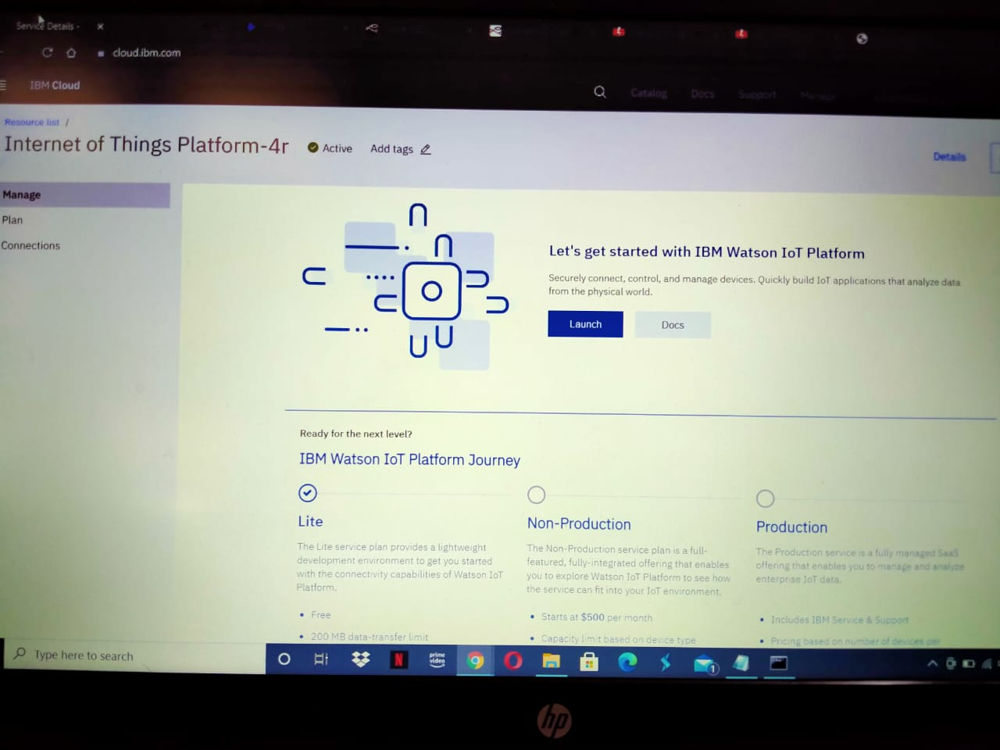 Service Details -
cloud.ibm.com
IBM Cloud
Catalog
Docs
Support
Manage
Resource list /
Internet of Things Platform-4r
Active
Add tags
Details
Manage
Plan
Connections
Let's get started with IBM Watson IoT Platform
Securely connect, control, and manage devices. Quickly build IoT applications that analyze data
from the physical world.
Launch
Docs
Ready for the next level?
IBM Watson IoT Platform Journey
Lite
The Lite service plan provides a lightweight
development environment to get you started
with the connectivity capabilities of Watson IoT
Platform.
• Free
• 200 MB data-transfer limit
Non-Production
The Non-Production service plan is a full-
featured, fully-integrated offering that enables
you to explore Watson IoT Platform to see how
the service can fit into your IoT environment.
• Starts at $500 per month
• Capacity limit based on device type
Production
The Production service is a fully managed SaaS
offering that enables you to manage and analyze
enterprise IoT data.
• Includes IBM Service & Support
• Pricing based on number of devices per
Type here to search
N
prime
video
1
hp